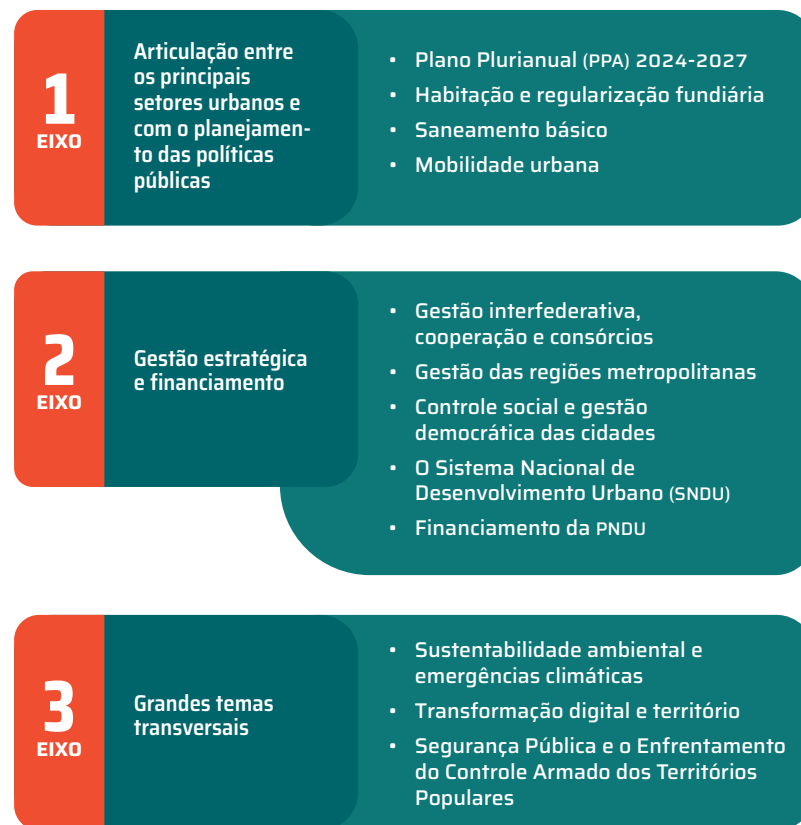 1
EIXO
Articulação entre
os principais
setores urbanos e
com o planejamen-
to das políticas
públicas
• Plano Plurianual (PPA) 2024-2027
• Habitação e regularização fundiária
• Saneamento básico
• Mobilidade urbana
2
EIXO
Gestão estratégica
e financiamento
• Gestão interfederativa,
cooperação e consórcios
• Gestão das regiões metropolitanas
• Controle social e gestão
democrática das cidades
• O Sistema Nacional de
Desenvolvimento Urbano (SNDU)
• Financiamento da PNDU
3
EIXO
Grandes temas
transversais
• Sustentabilidade ambiental e
emergências climáticas
• Transformação digital e território
• Segurança Pública e o Enfrentamento
do Controle Armado dos Territórios
Populares